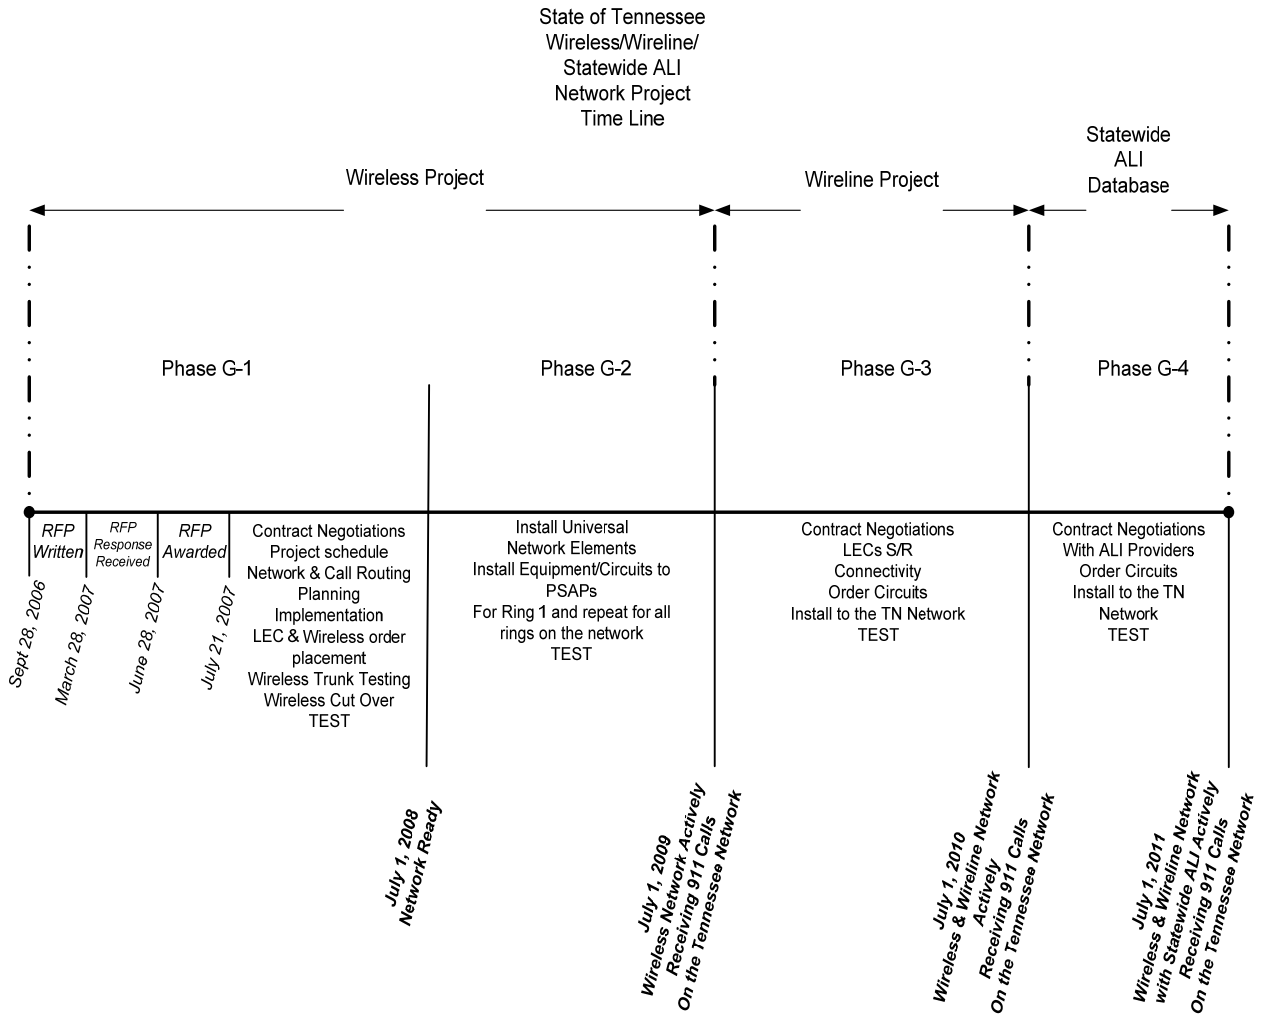 State of Tennessee
Wireless/Wireline/
Statewide ALI
Network Project
Time Line
Wireless Project
Wireline Project
Statewide
ALI
Database
Phase G-1
Phase G-2
Phase G-3
Phase G-4
RFP
Written
RFP
Response
Received
RFP
Awarded
Contract Negotiations
Project schedule
Network & Call Routing
Planning
Implementation
LEC & Wireless order
placement
Wireless Trunk Testing
Wireless Cut Over
TEST
Install Universal
Network Elements
Install Equipment/Circuits to
PSAPs
For Ring 1 and repeat for all
rings on the network
TEST
Contract Negotiations
LECs S/R
Connectivity
Order Circuits
Install to the TN Network
TEST
Contract Negotiations
With ALI Providers
Order Circuits
Install to the TN
Network
TEST
Sept 28, 2006
March 28, 2007
June 28, 2007
July 21, 2007
July 1, 2008
Network Ready
July 1, 2009
Wireless Network Actively
Receiving 911 Calls
On the Tennessee Network
July 1, 2010
Wireless & Wireline Network
Actively
Receiving 911 Calls
On the Tennessee Network
July 1, 2011
Wireless & Wireline Network
with Statewide ALI Actively
Receiving 911 Calls
On the Tennessee Network